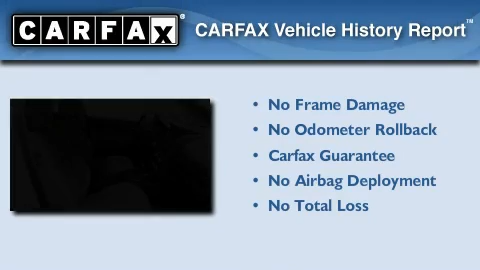 CARFAX® CARFAX Vehicle History Report™
• No Frame Damage
• No Odometer Rollback
• Carfax Guarantee
• No Airbag Deployment
• No Total Loss